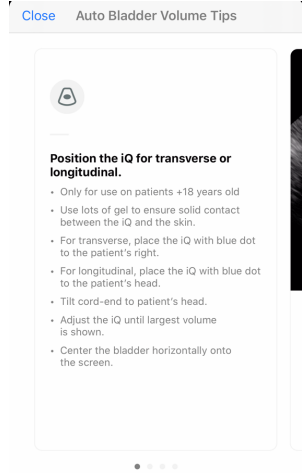 Close Auto Bladder Volume Tips
Position the iQ for transverse or
longitudinal.
• Only for use on patients +18 years old
• Use lots of gel to ensure solid contact
between the iQ and the skin.
• For transverse, place the iQ with blue dot
to the patient's right.
• For longitudinal, place the iQ with blue dot
to the patient's head.
• Tilt cord-end to patient's head.
• Adjust the iQ until largest volume
is shown.
• Center the bladder horizontally onto
the screen.